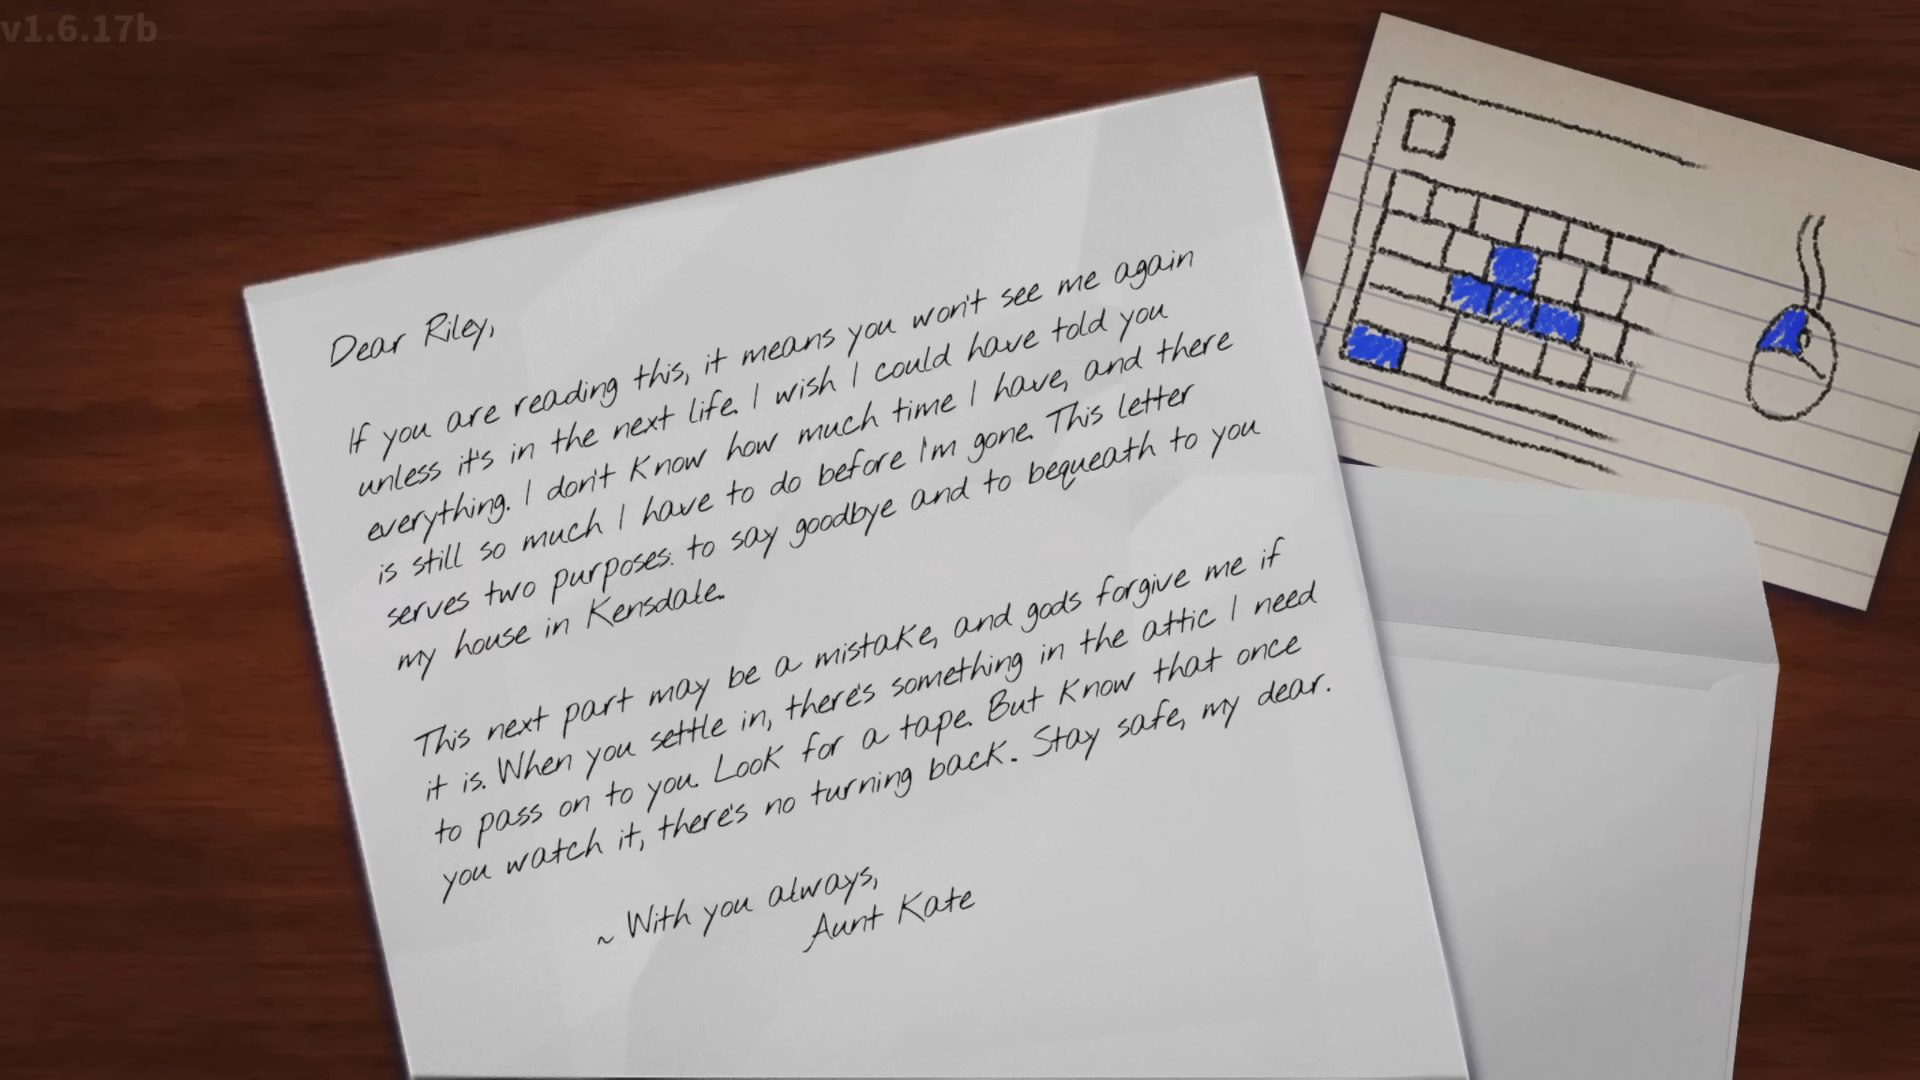 v1.6.17b
Dear Riley,
If you are reading this, it means you won't see me again
unless it's in the next life. I wish I could have told you
everything. I don't know how much time I have, and there
is still so much I have to do before I'm gone. This letter
serves two purposes: to say goodbye and to bequeath to you
my house in Kensdale.
This next part may be a mistake, and gods forgive me if
it is. When you settle in, there's something in the attic I need
to pass on to you. Look for a tape. But know that once
you watch it, there's no turning back. Stay safe, my dear.
~ With you always,
Aunt Kate